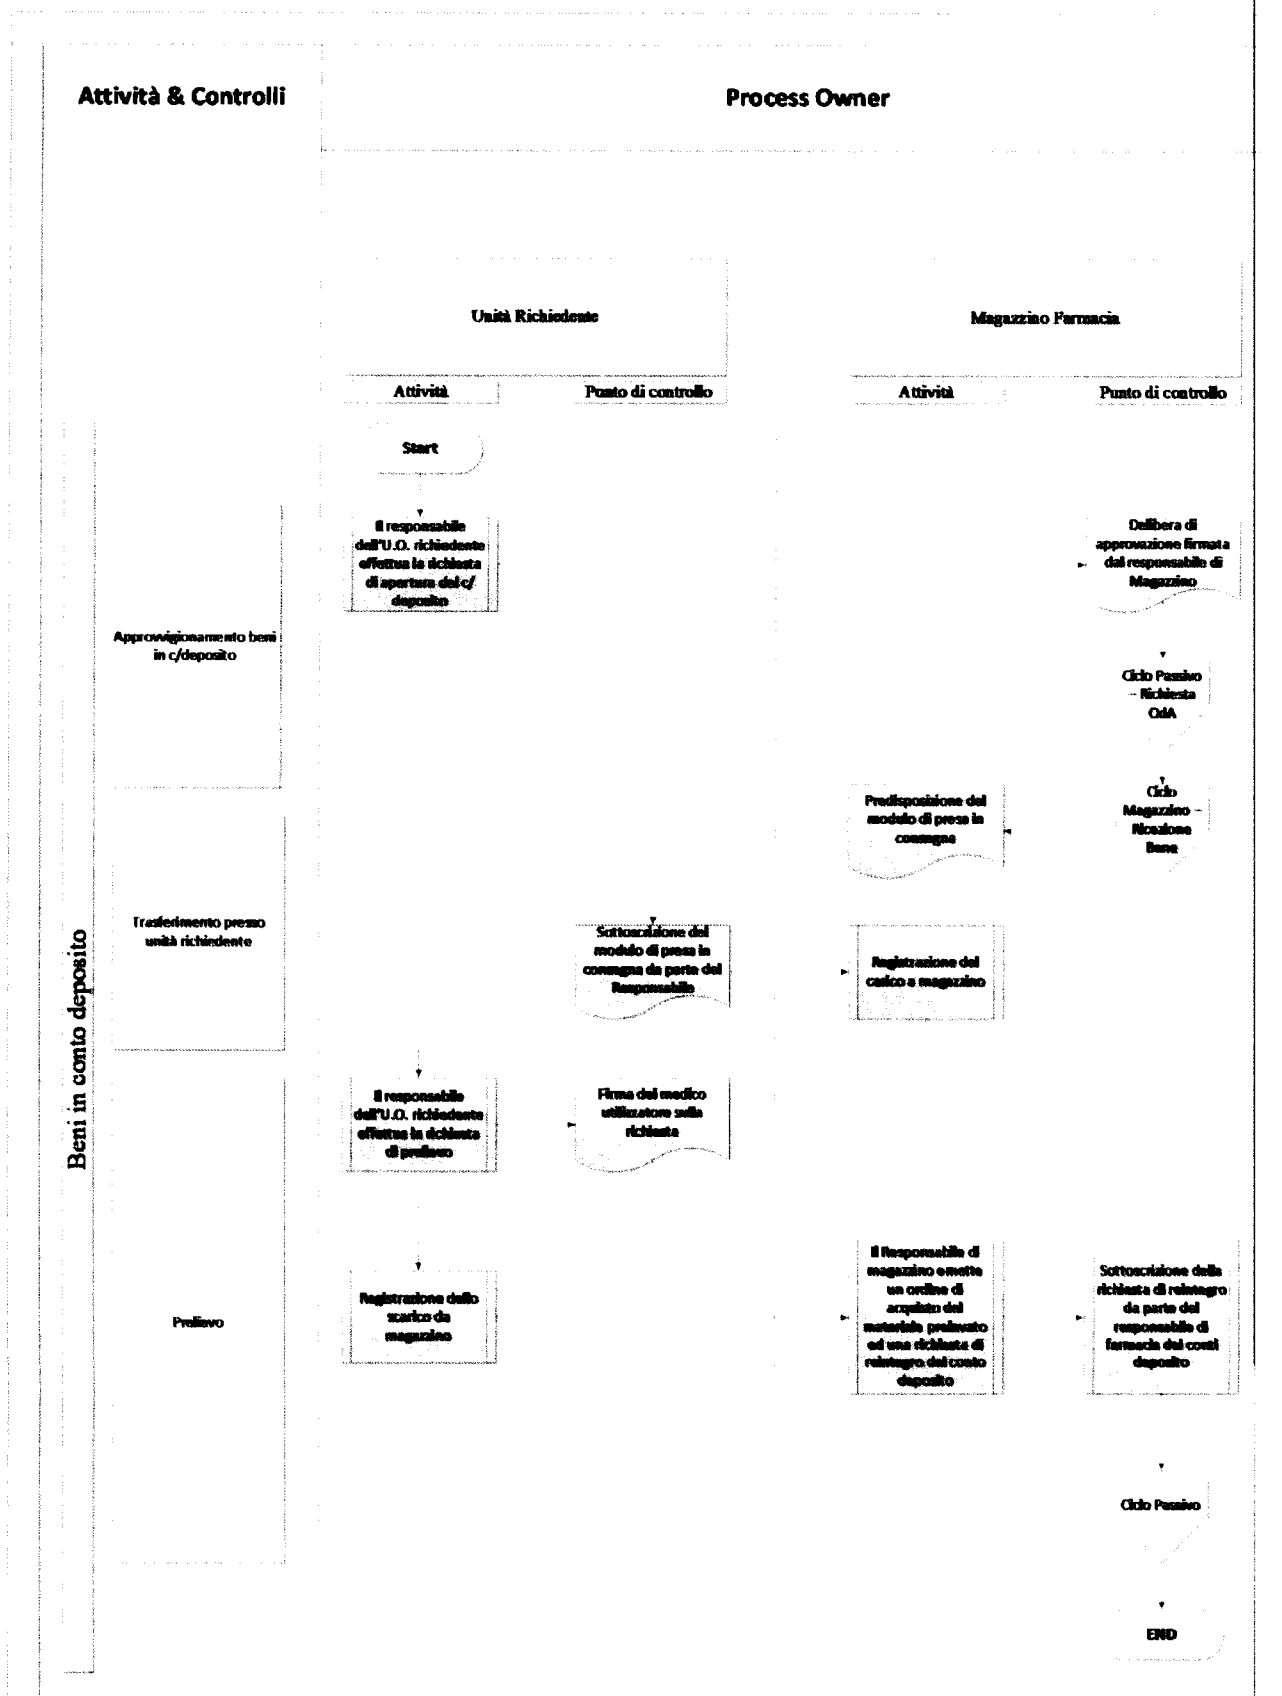 Attività & Controlli
Process Owner
Unità Richiedente
Magazzino Farmacia
Attività
Punto di controllo
Attività
Punto di controllo
Beni in conto deposito
Start
Approvvigionamento beni
in c/deposito
Il responsabile
dell'U.O. richiedente
effettua la richiesta
di apertura del c/
deposito
Delibera di
approvazione firmata
dal responsabile di
Magazzino
Ciclo Passivo
– Richiesta
OdA
Trasferimento presso
unità richiedente
Predisposizione del
modulo di presa in
consegna
Ciclo
Magazzino –
Ricezione
Bene
Sottoscrizione del
modulo di presa in
consegna da parte del
Responsabile
Registrazione del
carico a magazzino
Prelievo
Il responsabile
dell'U.O. richiedente
effettua la richiesta
di prelievo
Firma del medico
utilizzatore sulla
richiesta
Registrazione dello
scarico da
magazzino
Il Responsabile di
magazzino emette
un ordine di
acquisto del
materiale prelevato
ed una richiesta di
reintegro del conto
deposito
Sottoscrizione della
richiesta di reintegro
da parte del
responsabile di
farmacia dei conti
deposito
Ciclo Passivo
END